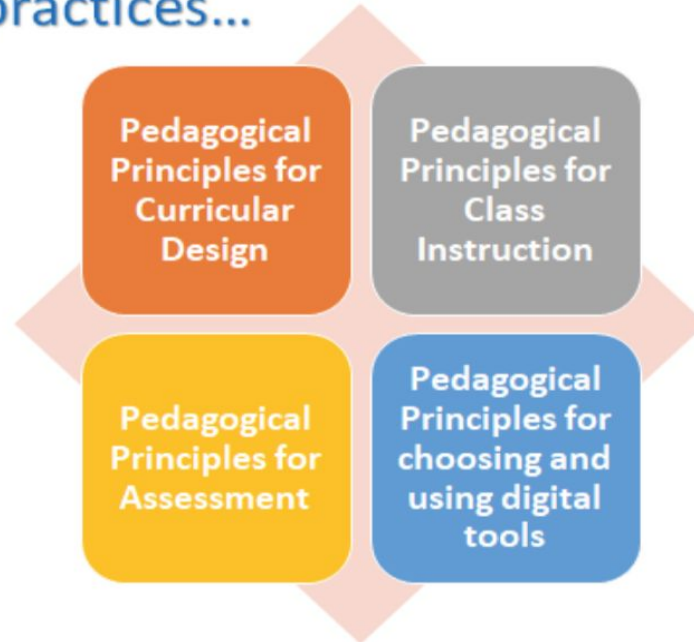 practices...
Pedagogical
Principles for
Curricular
Design
Pedagogical
Principles for
Class
Instruction
Pedagogical
Principles for
Assessment
Pedagogical
Principles for
choosing and
using digital
tools